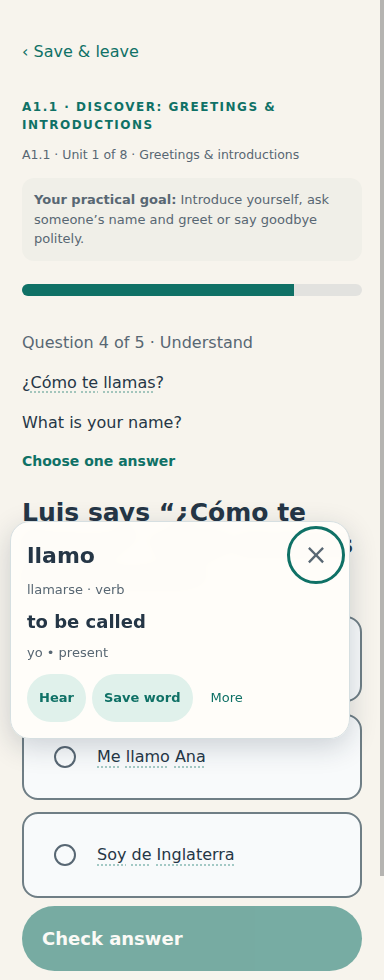 ‹ Save & leave
A1.1 · DISCOVER: GREETINGS &
INTRODUCTIONS
A1.1 · Unit 1 of 8 · Greetings & introductions
Your practical goal: Introduce yourself, ask
someone’s name and greet or say goodbye
politely.
Question 4 of 5 · Understand
¿Cómo te llamas?
What is your name?
Choose one answer
Luis says “¿Cómo te
llamo
llamarse · verb
to be called
yo • present
Hear
Save word
More
Me llamo Ana
Soy de Inglaterra
Check answer